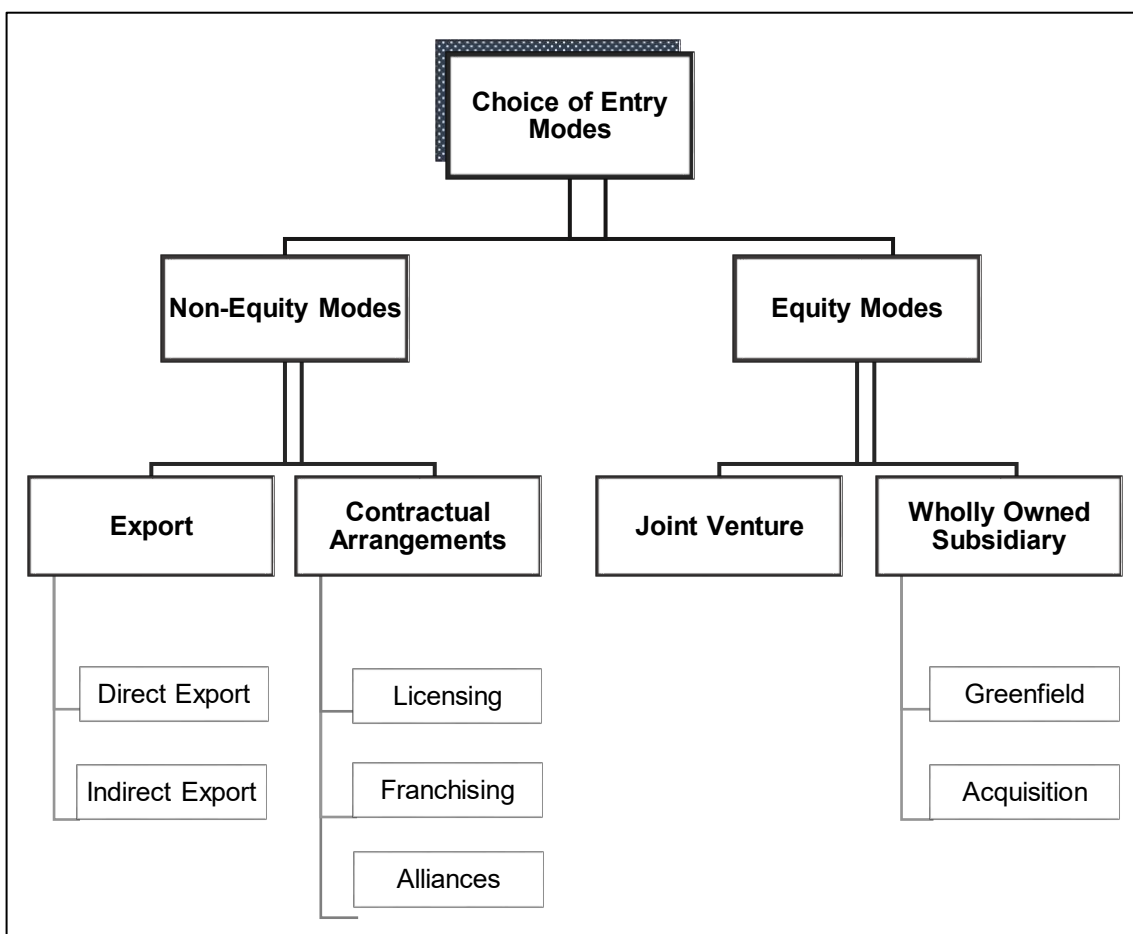 Choice of Entry
Modes
Non-Equity Modes
Equity Modes
Export
Contractual
Arrangements
Joint Venture
Wholly Owned
Subsidiary
Direct Export
Licensing
Greenfield
Indirect Export
Franchising
Acquisition
Alliances